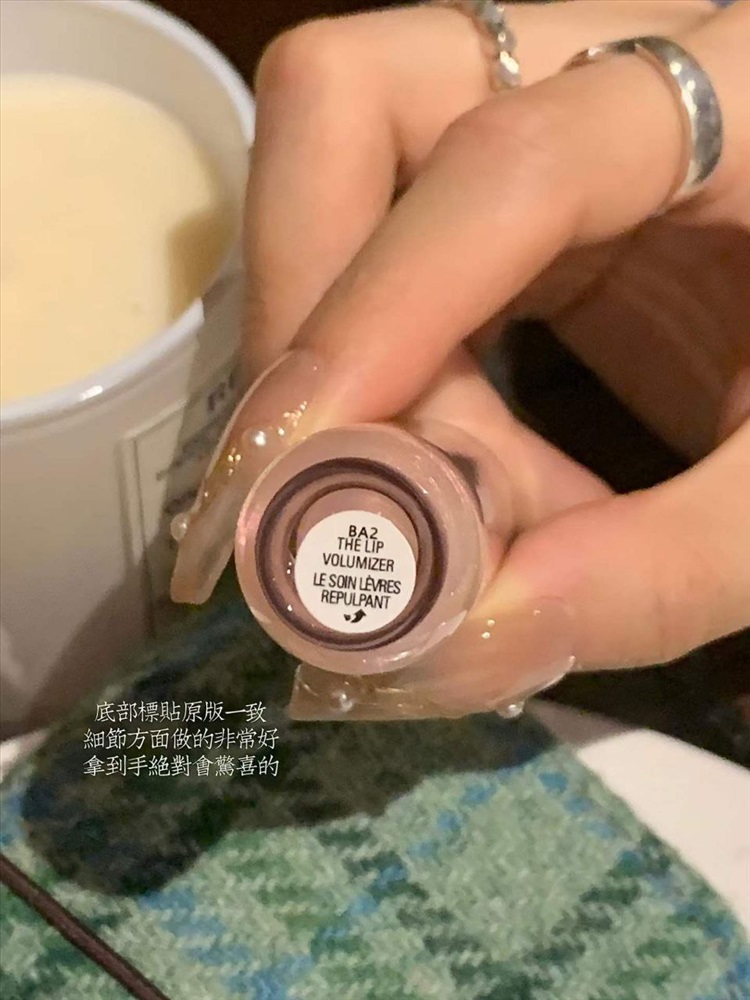 BA2
THE LIP
VOLUMIZER
LE SOIN LÈVRES
REPULPANT
底部標貼原版一致
細節方面做的非常好
拿到手絕對會驚喜的